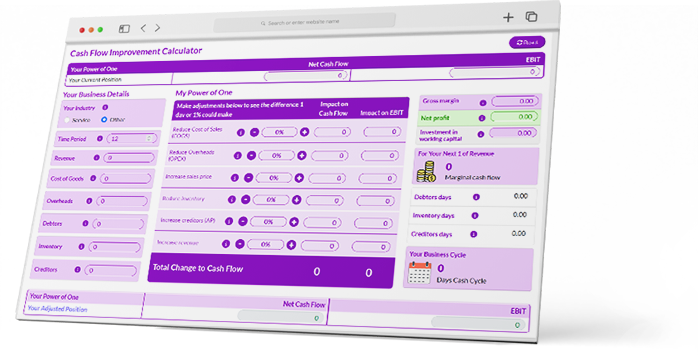 Search or enter website name
Cash Flow Improvement Calculator
Reset
Your Power of One
Net Cash Flow
EBIT
Your Current Position
0
0
Your Business Details
Your Industry
Service
Other
Time Period
12
Revenue
0
Cost of Goods
0
Overheads
0
Debtors
0
Inventory
0
Creditors
0
My Power of One
Make adjustments below to see the difference 1
day or 1% could make
Impact on
Cash Flow
Impact on EBIT
Reduce Cost of Sales
(COGS)
0%
0
0
Reduce Overheads
(OPEX)
0%
0
0
Increase sales price
0%
0
0
Reduce Inventory
0%
0
0
Increase creditors (AP)
0%
0
0
Increase revenue
0%
0
0
Total Change to Cash Flow
0
0
Gross margin
0.00
Net profit
0.00
Investment in
working capital
0.00
For Your Next 1 of Revenue
0
Marginal cash flow
Debtors days
0.00
Inventory days
0.00
Creditors days
0.00
Your Business Cycle
0
Days Cash Cycle
Your Power of One
Net Cash Flow
EBIT
Your Adjusted Position
0
0